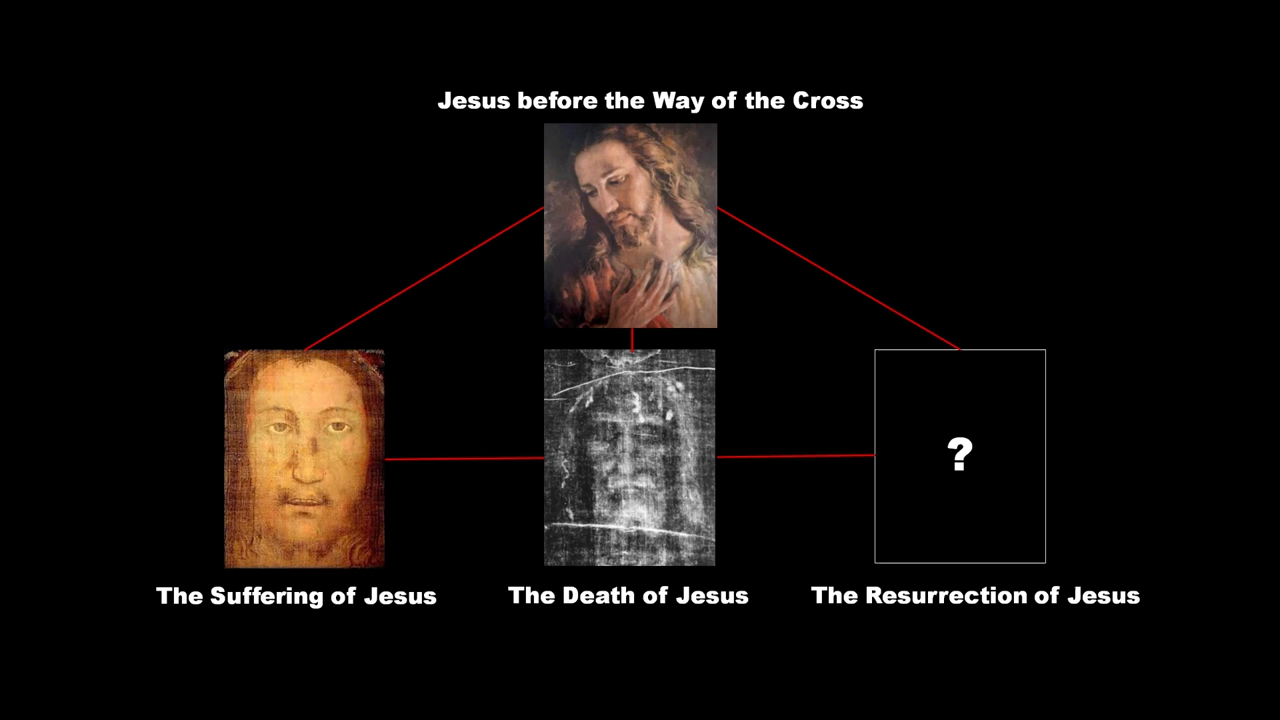 Jesus before the Way of the Cross
?
The Suffering of Jesus
The Death of Jesus
The Resurrection of Jesus